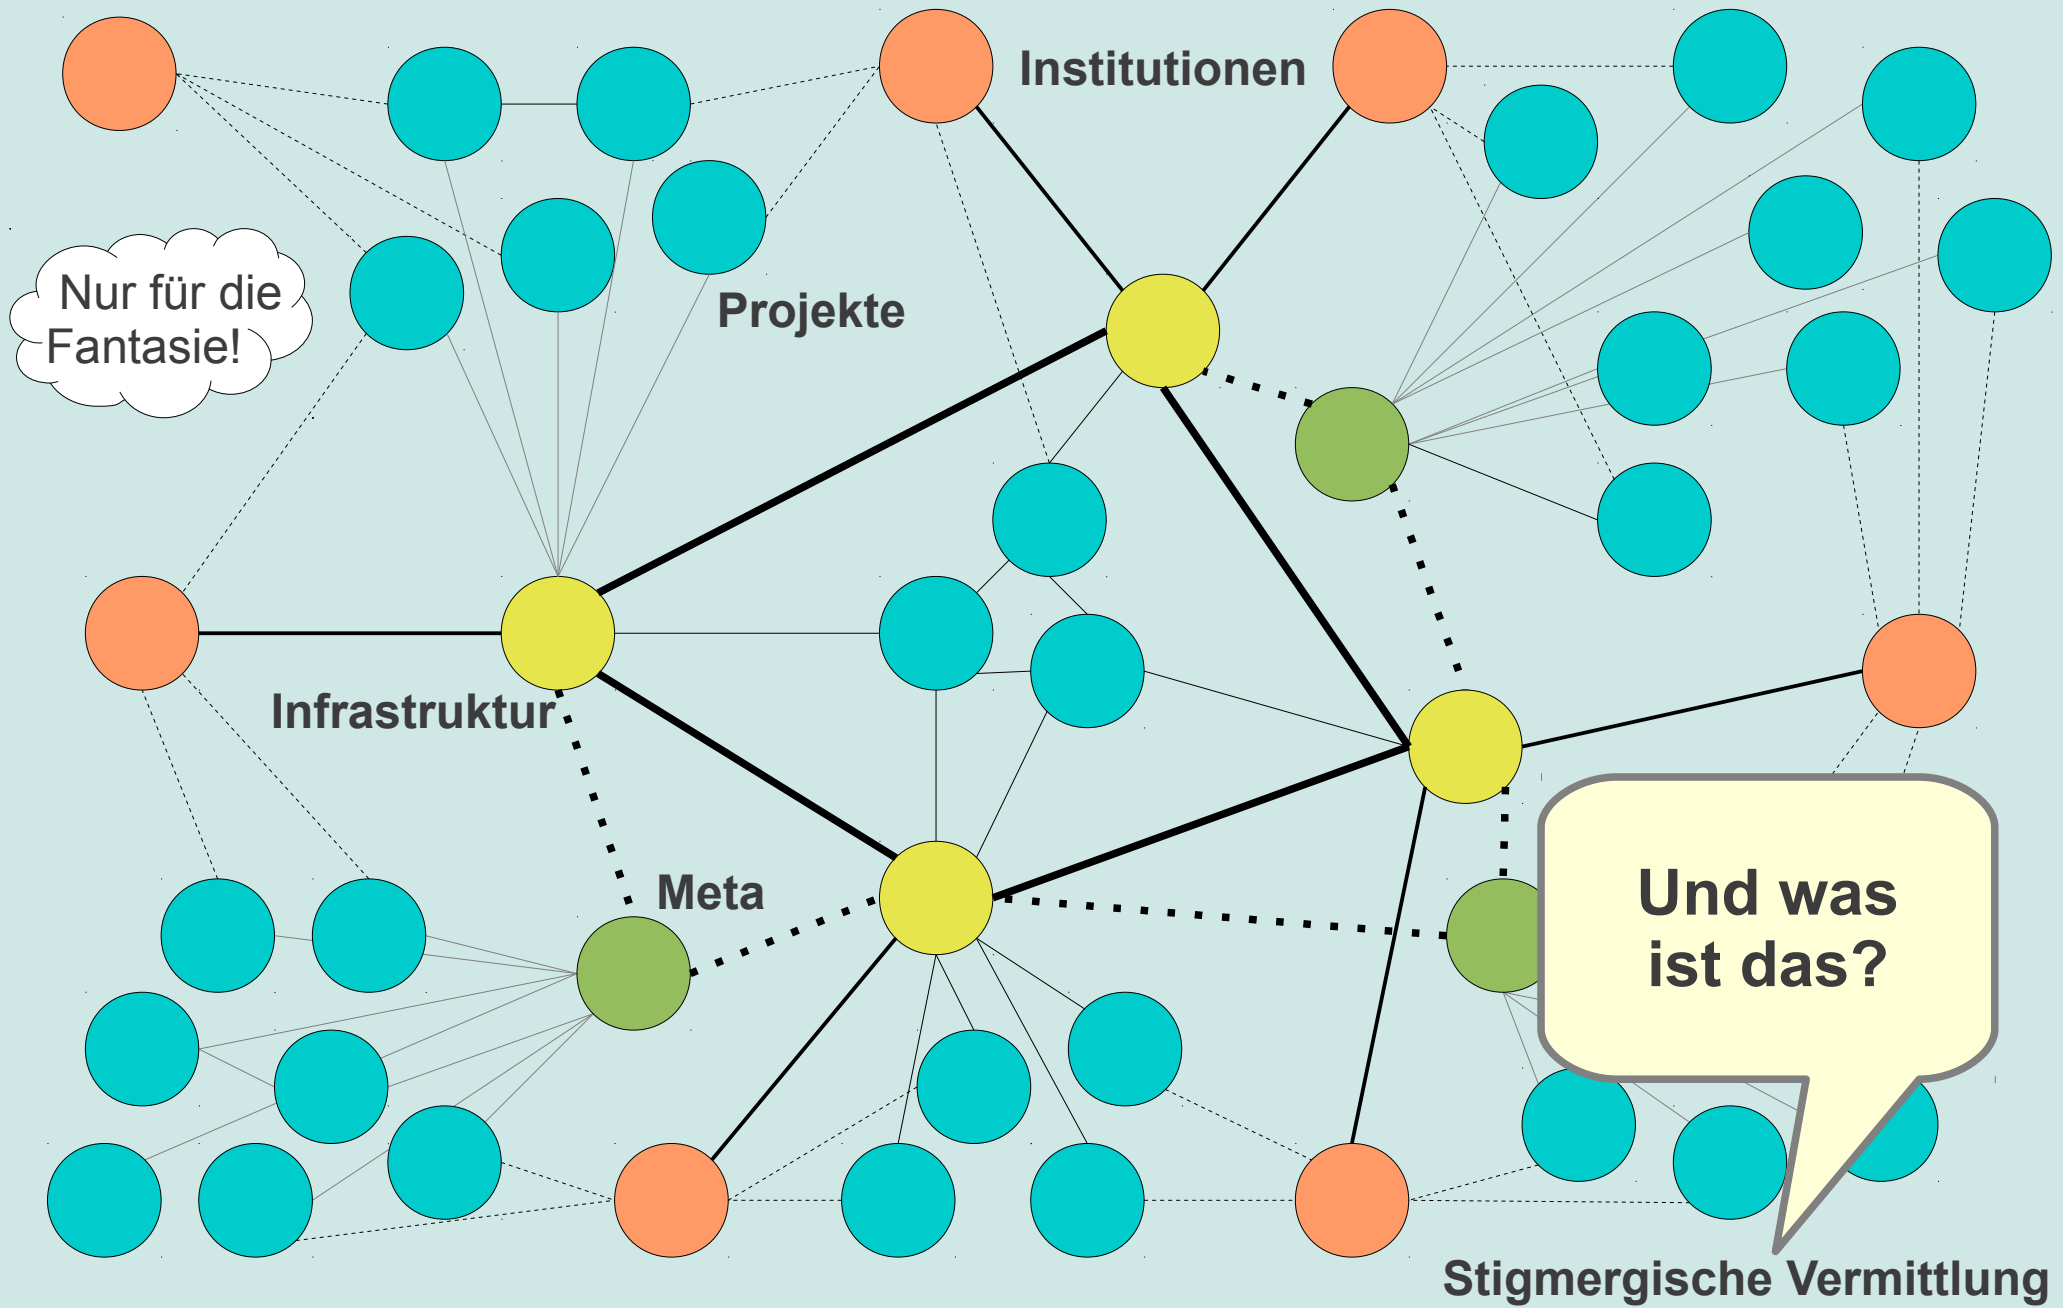 Institutionen
Nur für die
Fantasie!
Projekte
Infrastruktur
Meta
Und was
ist das?
Stigmergische Vermittlung